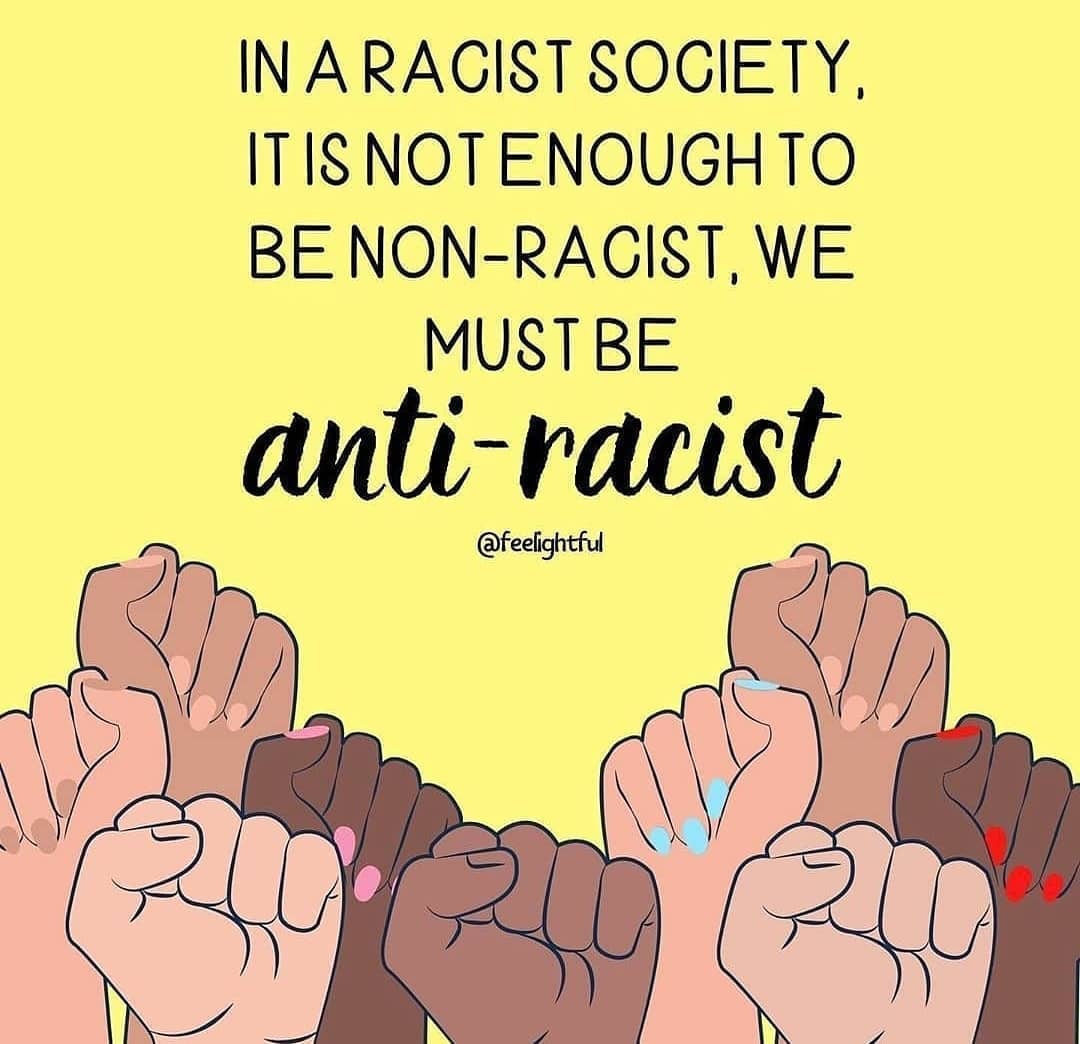 IN A RACIST SOCIETY,
IT IS NOT ENOUGH TO
BE NON-RACIST, WE
MUST BE
anti-racist
@feelightful